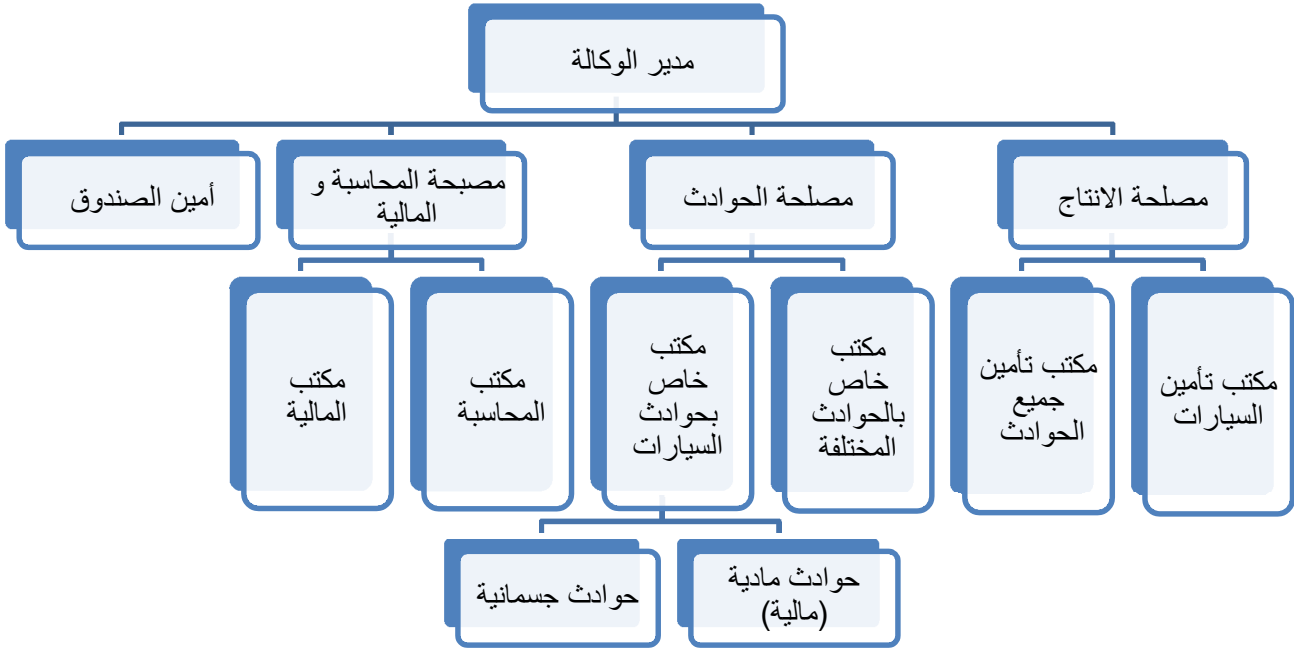 مدير الوكالة
مصلحة الانتاج
مصلحة الحوادث
مصبحة المحاسبة و
المالية
أمين الصندوق
مكتب تأمين
السيارات
مكتب تأمين
جميع
الحوادث
مكتب
خاص
بالحوادث
المختلفة
مكتب
خاص
بحوادث
السيارات
مكتب
المحاسبة
مكتب
المالية
حوادث مادية
(مالية)
حوادث جسمانية